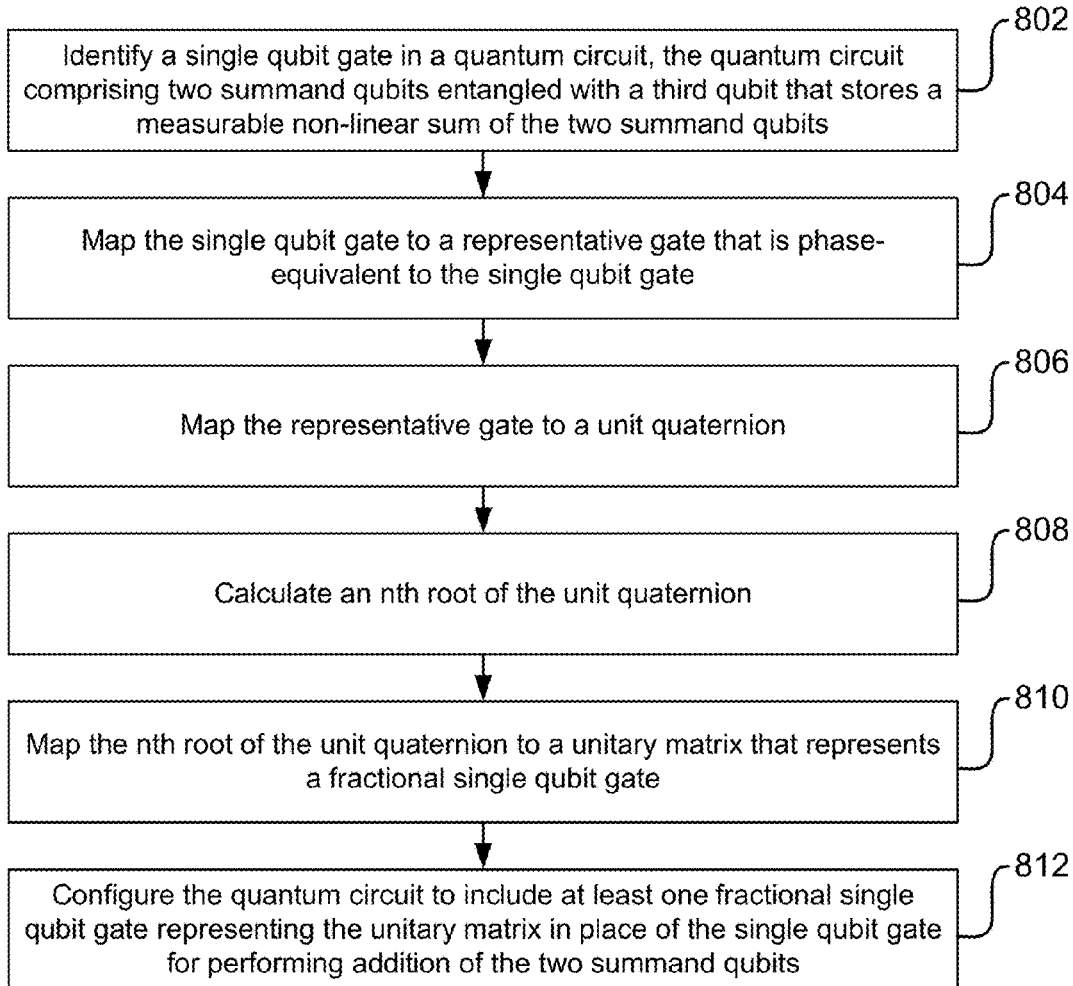 802
Identify a single qubit gate in a quantum circuit, the quantum circuit
comprising two summand qubits entangled with a third qubit that stores a
measurable non-linear sum of the two summand qubits
804
Map the single qubit gate to a representative gate that is phase-
equivalent to the single qubit gate
806
Map the representative gate to a unit quaternion
808
Calculate an nth root of the unit quaternion
810
Map the nth root of the unit quaternion to a unitary matrix that represents
a fractional single qubit gate
812
Configure the quantum circuit to include at least one fractional single
qubit gate representing the unitary matrix in place of the single qubit gate
for performing addition of the two summand qubits